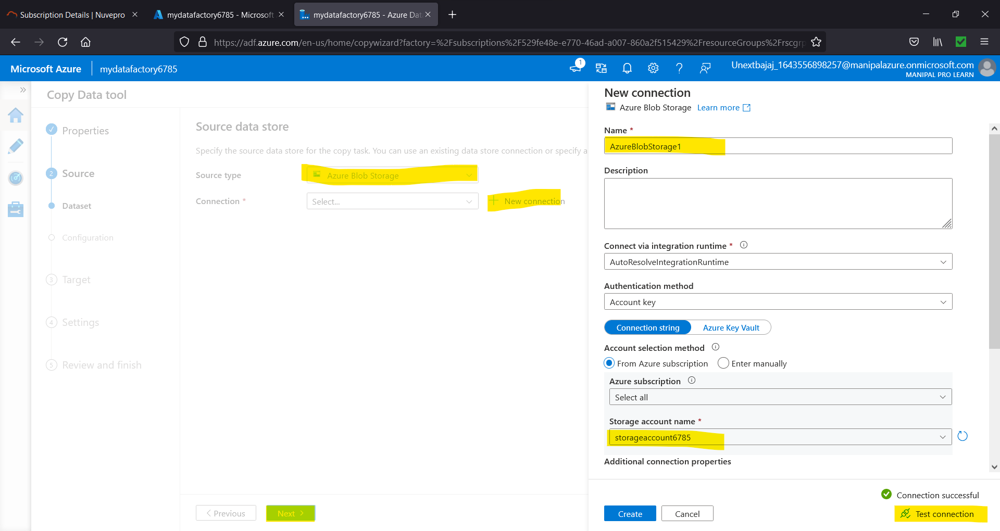 Subscription Details | Nuvepro
mydatafactory6785 - Microsoft
mydatafactory6785 - Azure Dat
https://adf.azure.com/en-us/home/copywizard?factory=%2Fsubscriptions%2F529fe48e-e770-46ad-a007-860a2f515429%2FresourceGroups%2Frscgrp
Microsoft Azure
mydatafactory6785
1
Unextbajaj_1643556898257@manipalazure.onmicrosoft.com
MANIPAL PRO LEARN
Copy Data tool
Properties
2 Source
Dataset
Configuration
3 Target
4 Settings
5 Review and finish
Source data store
Specify the source data store for the copy task. You can use an existing data store connection or specify a
Source type
Azure Blob Storage
Connection *
Select...
New connection
Previous
Next
New connection
Azure Blob Storage Learn more
Name *
AzureBlobStorage1
Description
Connect via integration runtime *
AutoResolveIntegrationRuntime
Authentication method
Account key
Connection string
Azure Key Vault
Account selection method
From Azure subscription
Enter manually
Azure subscription
Select all
Storage account name *
storageaccount6785
Additional connection properties
Connection successful
Create
Cancel
Test connection